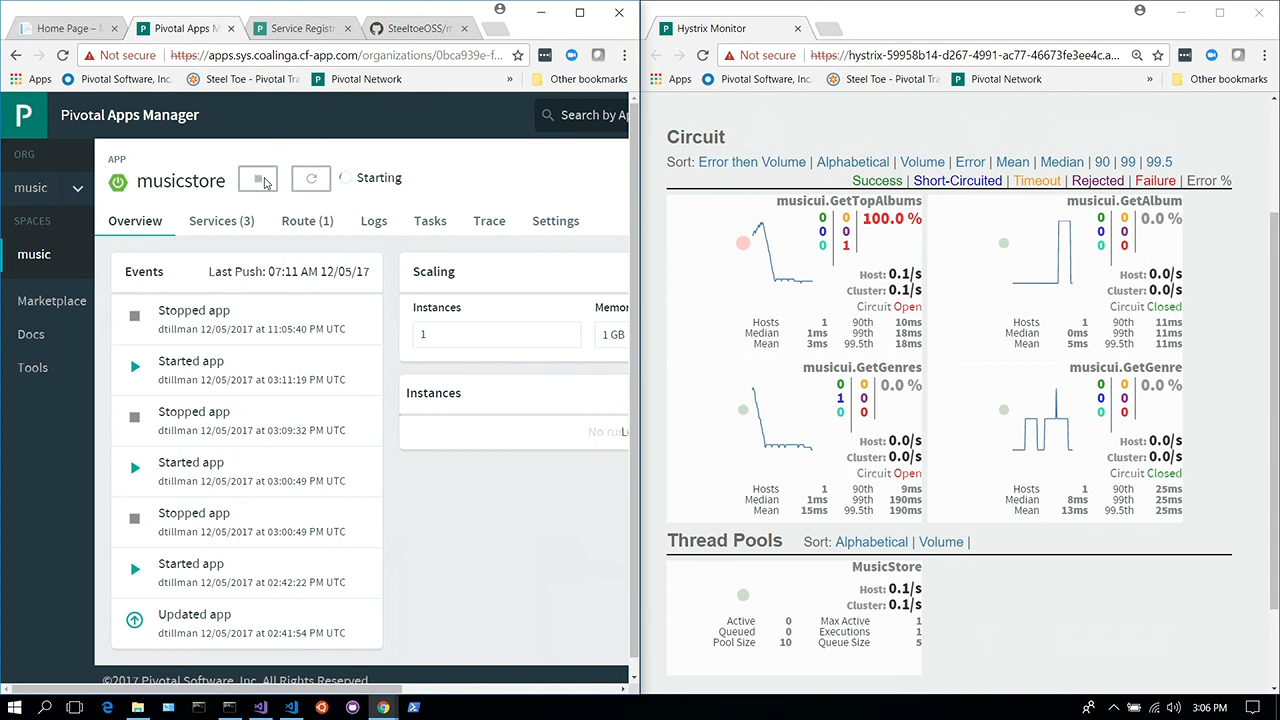 Home Page –
Pivotal Apps Manager
Service Registr
SteeltoeOSS/m
Hystrix Monitor
Not secure
https://apps.sys.coalinga.cf-app.com/organizations/0bca939e-f...
Not secure
https://hystrix-59958b14-d267-4991-ac77-46673fe3ee4c.a...
Apps
Pivotal Software, Inc.
Steel Toe - Pivotal Tra
Pivotal Network
»
Other bookmarks
Apps
Pivotal Software, Inc.
Steel Toe - Pivotal Tra
Pivotal Network
»
Other bookmarks
P
Pivotal Apps Manager
Search by Ap
ORG
music
SPACES
music
Marketplace
Docs
Tools
APP
musicstore
Starting
Overview
Services (3)
Route (1)
Logs
Tasks
Trace
Settings
Events
Last Push: 07:11 AM 12/05/17
Stopped app
dtillman 12/05/2017 at 11:05:40 PM UTC
Started app
dtillman 12/05/2017 at 03:11:19 PM UTC
Stopped app
dtillman 12/05/2017 at 03:09:32 PM UTC
Started app
dtillman 12/05/2017 at 03:00:49 PM UTC
Stopped app
dtillman 12/05/2017 at 03:00:49 PM UTC
Started app
dtillman 12/05/2017 at 02:42:22 PM UTC
Updated app
dtillman 12/05/2017 at 02:41:54 PM UTC
Scaling
Instances
Memor
1
1 GB
Instances
No ru
©2017 Pivotal Software, Inc. All Rights Reserved.
Circuit
Sort: Error then Volume | Alphabetical | Volume | Error | Mean | Median | 90 | 99 | 99.5
Success | Short-Circuited | Timeout | Rejected | Failure | Error %
musicui.GetTopAlbums
0 0 100.0 %
0 0
0 1
Host: 0.1/s
Cluster: 0.1/s
Circuit Open
Hosts 1 90th 10ms
Median 1ms 99th 18ms
Mean 3ms 99.5th 18ms
musicui.GetAlbum
0 0 0.0 %
0 0
0 0
Host: 0.0/s
Cluster: 0.0/s
Circuit Closed
Hosts 1 90th 11ms
Median 0ms 99th 11ms
Mean 5ms 99.5th 11ms
musicui.GetGenres
0 0 0.0 %
1 0
0 0
Host: 0.0/s
Cluster: 0.0/s
Circuit Open
Hosts 1 90th 9ms
Median 1ms 99th 190ms
Mean 15ms 99.5th 190ms
musicui.GetGenre
0 0 0.0 %
0 0
0 0
Host: 0.0/s
Cluster: 0.0/s
Circuit Closed
Hosts 1 90th 25ms
Median 8ms 99th 25ms
Mean 13ms 99.5th 25ms
Thread Pools
Sort: Alphabetical | Volume |
MusicStore
Host: 0.1/s
Cluster: 0.1/s
Active 0 Max Active 1
Queued 0 Executions 1
Pool Size 10 Queue Size 5
3:06 PM